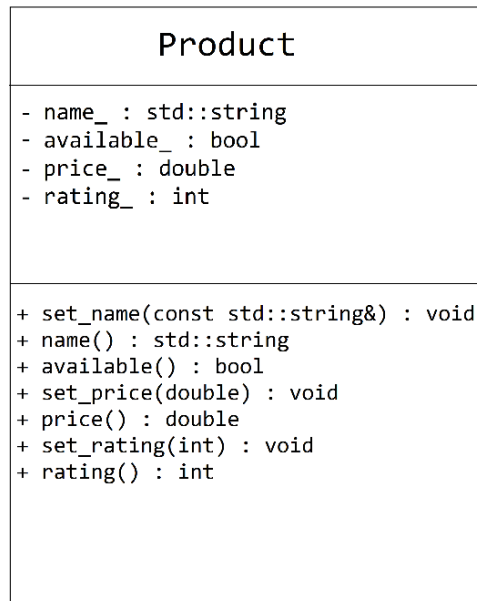 Product
- name_ : std::string
- available_ : bool
- price_ : double
- rating_ : int
+ set_name(const std::string&) : void
+ name() : std::string
+ available() : bool
+ set_price(double) : void
+ price() : double
+ set_rating(int) : void
+ rating() : int